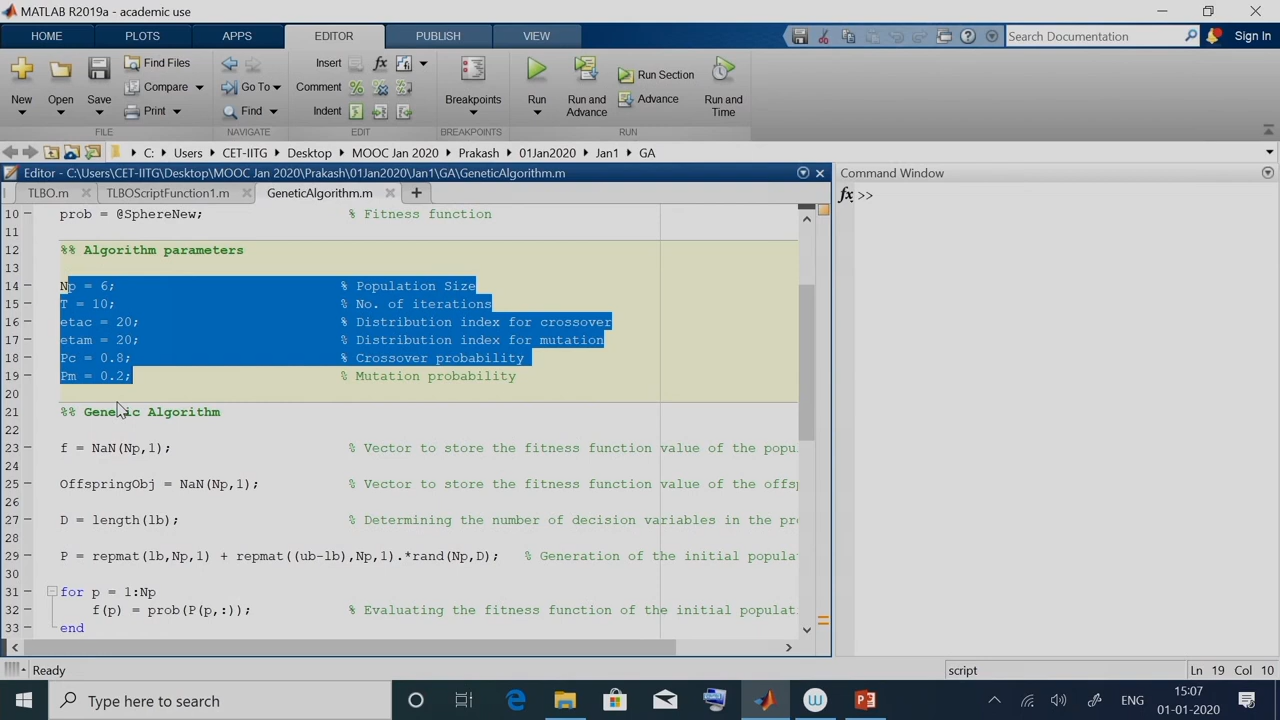 MATLAB R2019a - academic use
HOME PLOTS APPS EDITOR PUBLISH VIEW Search Documentation Sign In
New Open Save Find Files Compare Print Go To Find Insert fx Comment Indent Breakpoints Run Run and Advance Run Section Advance Run and Time
FILE NAVIGATE EDIT BREAKPOINTS RUN
C: Users CET-IITG Desktop MOOC Jan 2020 Prakash 01Jan2020 Jan1 GA
Editor - C:\Users\CET-IITG\Desktop\MOOC Jan 2020\Prakash\01Jan2020\Jan1\GA\GeneticAlgorithm.m
Command Window
TLBO.m TLBOScriptFunction1.m GeneticAlgorithm.m
fx >>
10 prob = @SphereNew; % Fitness function
11
12 %% Algorithm parameters
13
14 Np = 6; % Population Size
15 T = 10; % No. of iterations
16 etac = 20; % Distribution index for crossover
17 etam = 20; % Distribution index for mutation
18 Pc = 0.8; % Crossover probability
19 Pm = 0.2; % Mutation probability
20
21 %% Genetic Algorithm
22
23 f = NaN(Np,1); % Vector to store the fitness function value of the popu
24
25 OffspringObj = NaN(Np,1); % Vector to store the fitness function value of the offsp
26
27 D = length(lb); % Determining the number of decision variables in the pro
28
29 P = repmat(lb,Np,1) + repmat((ub-lb),Np,1).*rand(Np,D); % Generation of the initial populat
30
31 for p = 1:Np
32 f(p) = prob(P(p,:)); % Evaluating the fitness function of the initial populati
33 end
Ready script Ln 19 Col 10
Type here to search ENG 15:07
01-01-2020